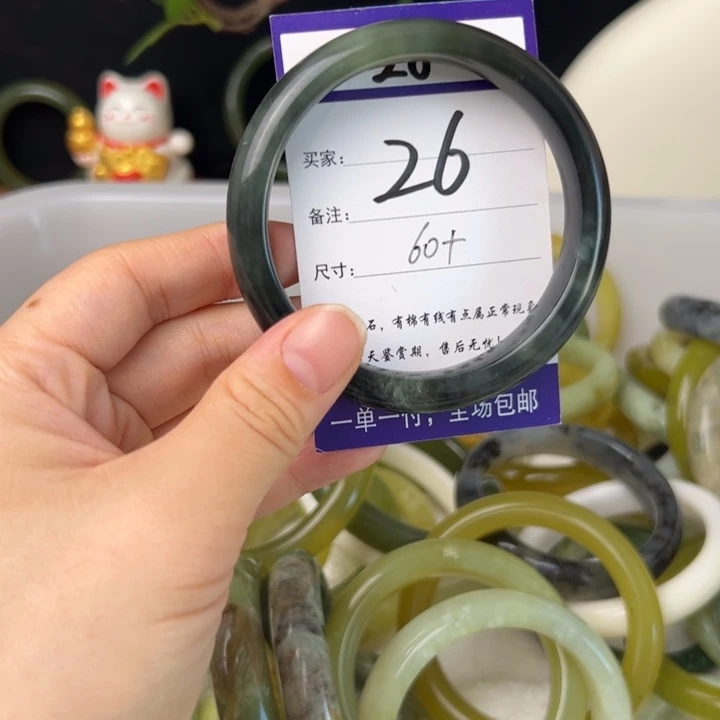 26
买家: 26
备注:
尺寸: 60+
石,有棉有线有点属正常现
天鉴赏期,售后无忧!
一单一付,全场包邮